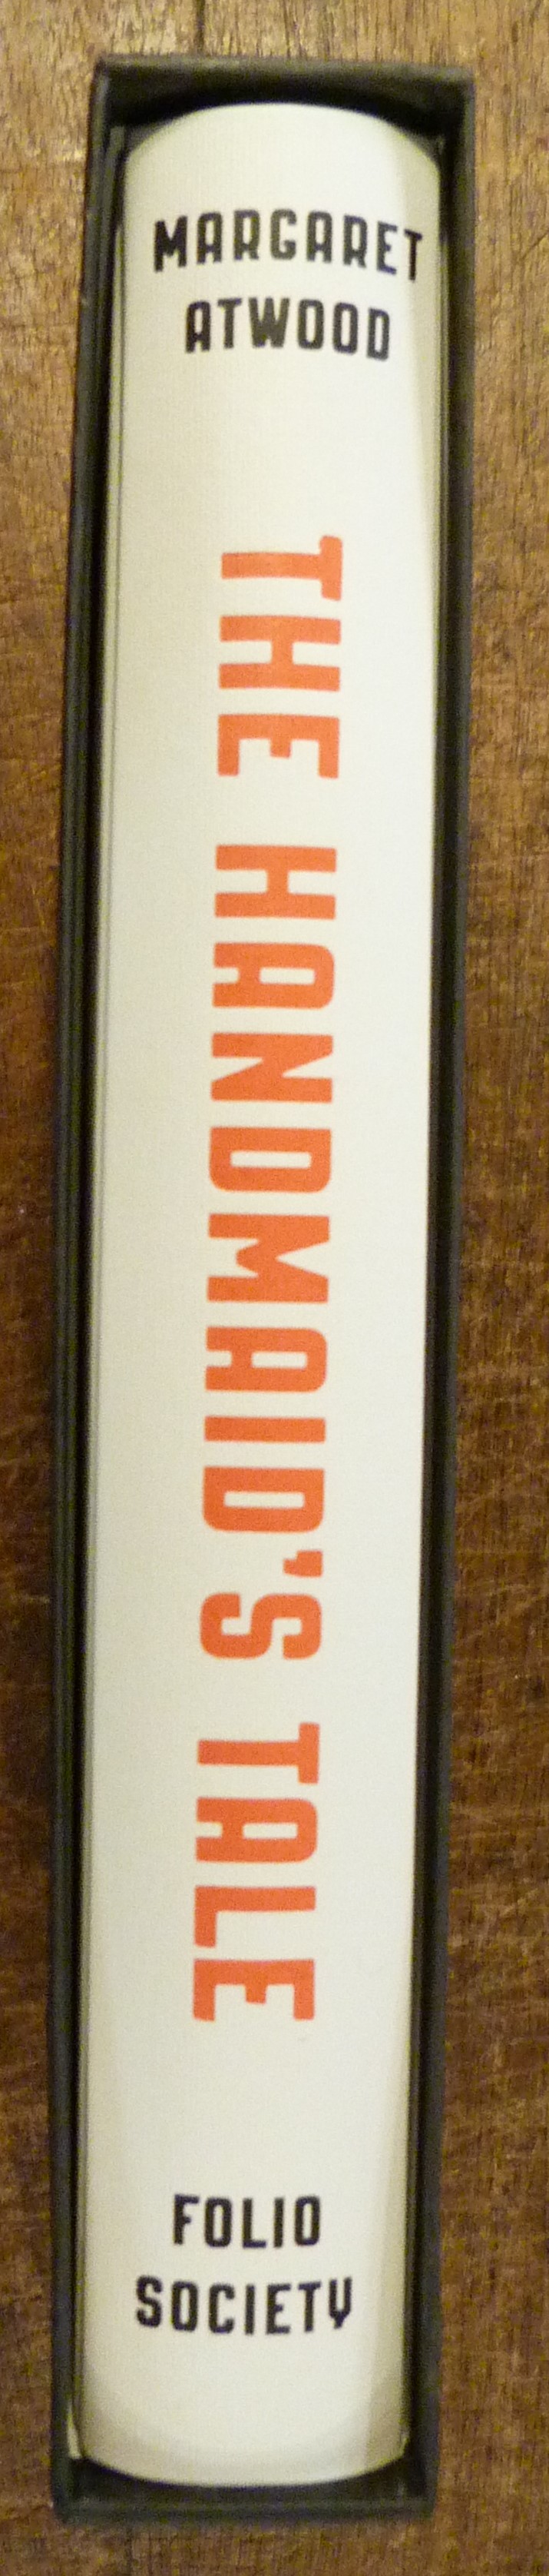 MARGARET
ATWOOD
THE HANDMAID'S TALE
FOLIO
SOCIETY